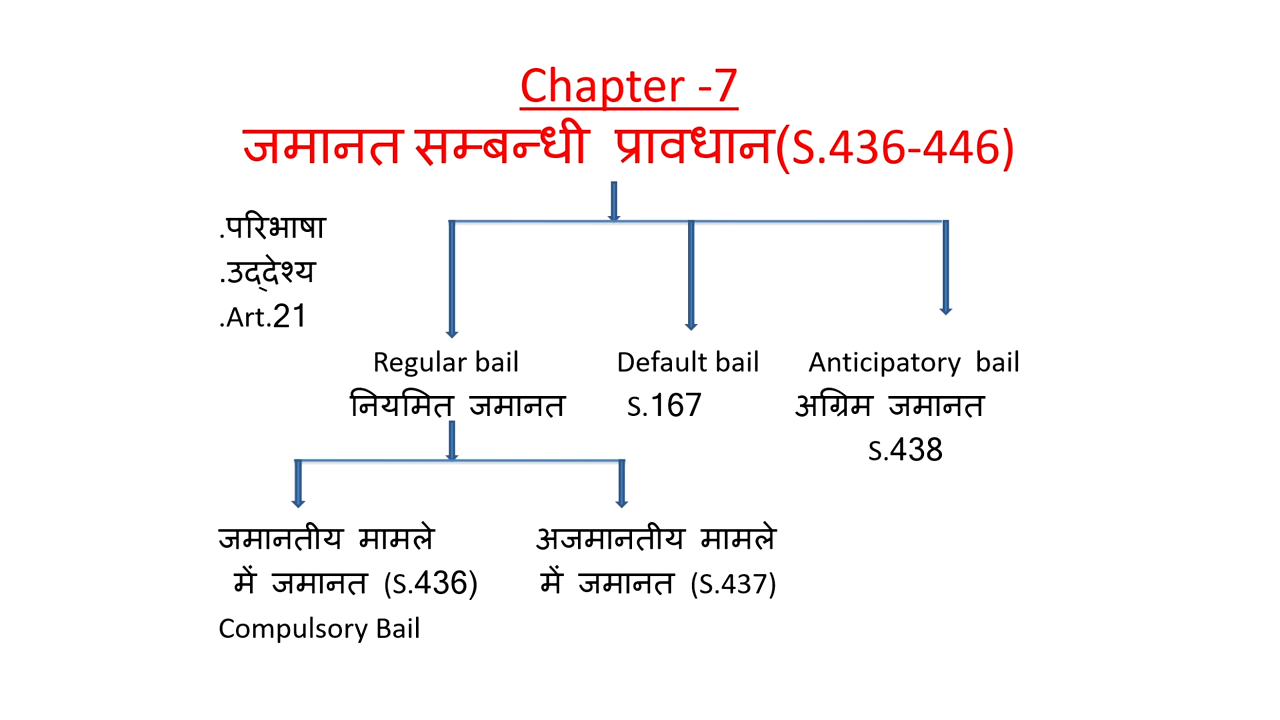 Chapter -7
जमानत सम्बन्धी प्रावधान(S.436-446)
.परिभाषा
.उद्देश्य
.Art.21
Regular bail Default bail Anticipatory bail
नियमित जमानत S.167 अग्रिम जमानत
S.438
जमानतीय मामले अजमानतीय मामले
में जमानत (S.436) में जमानत (S.437)
Compulsory Bail